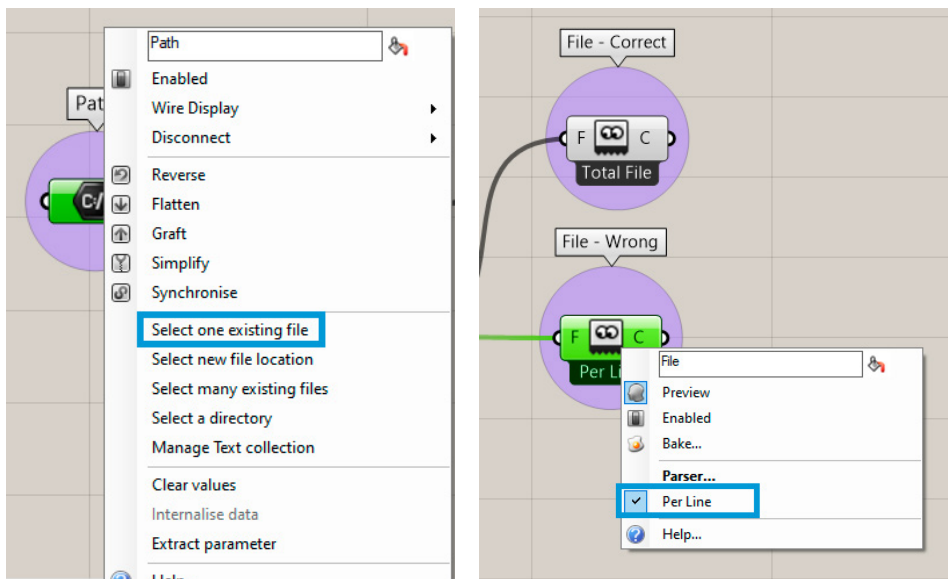 Path
Enabled
Pat
Wire Display
Disconnect
Reverse
C:/
Flatten
Graft
Simplify
Synchronise
Select one existing file
Select new file location
Select many existing files
Select a directory
Manage Text collection
Clear values
Internalise data
Extract parameter
Help
File - Correct
F C
Total File
File - Wrong
F C
Per Li
File
Preview
Enabled
Bake...
Parser...
Per Line
Help...